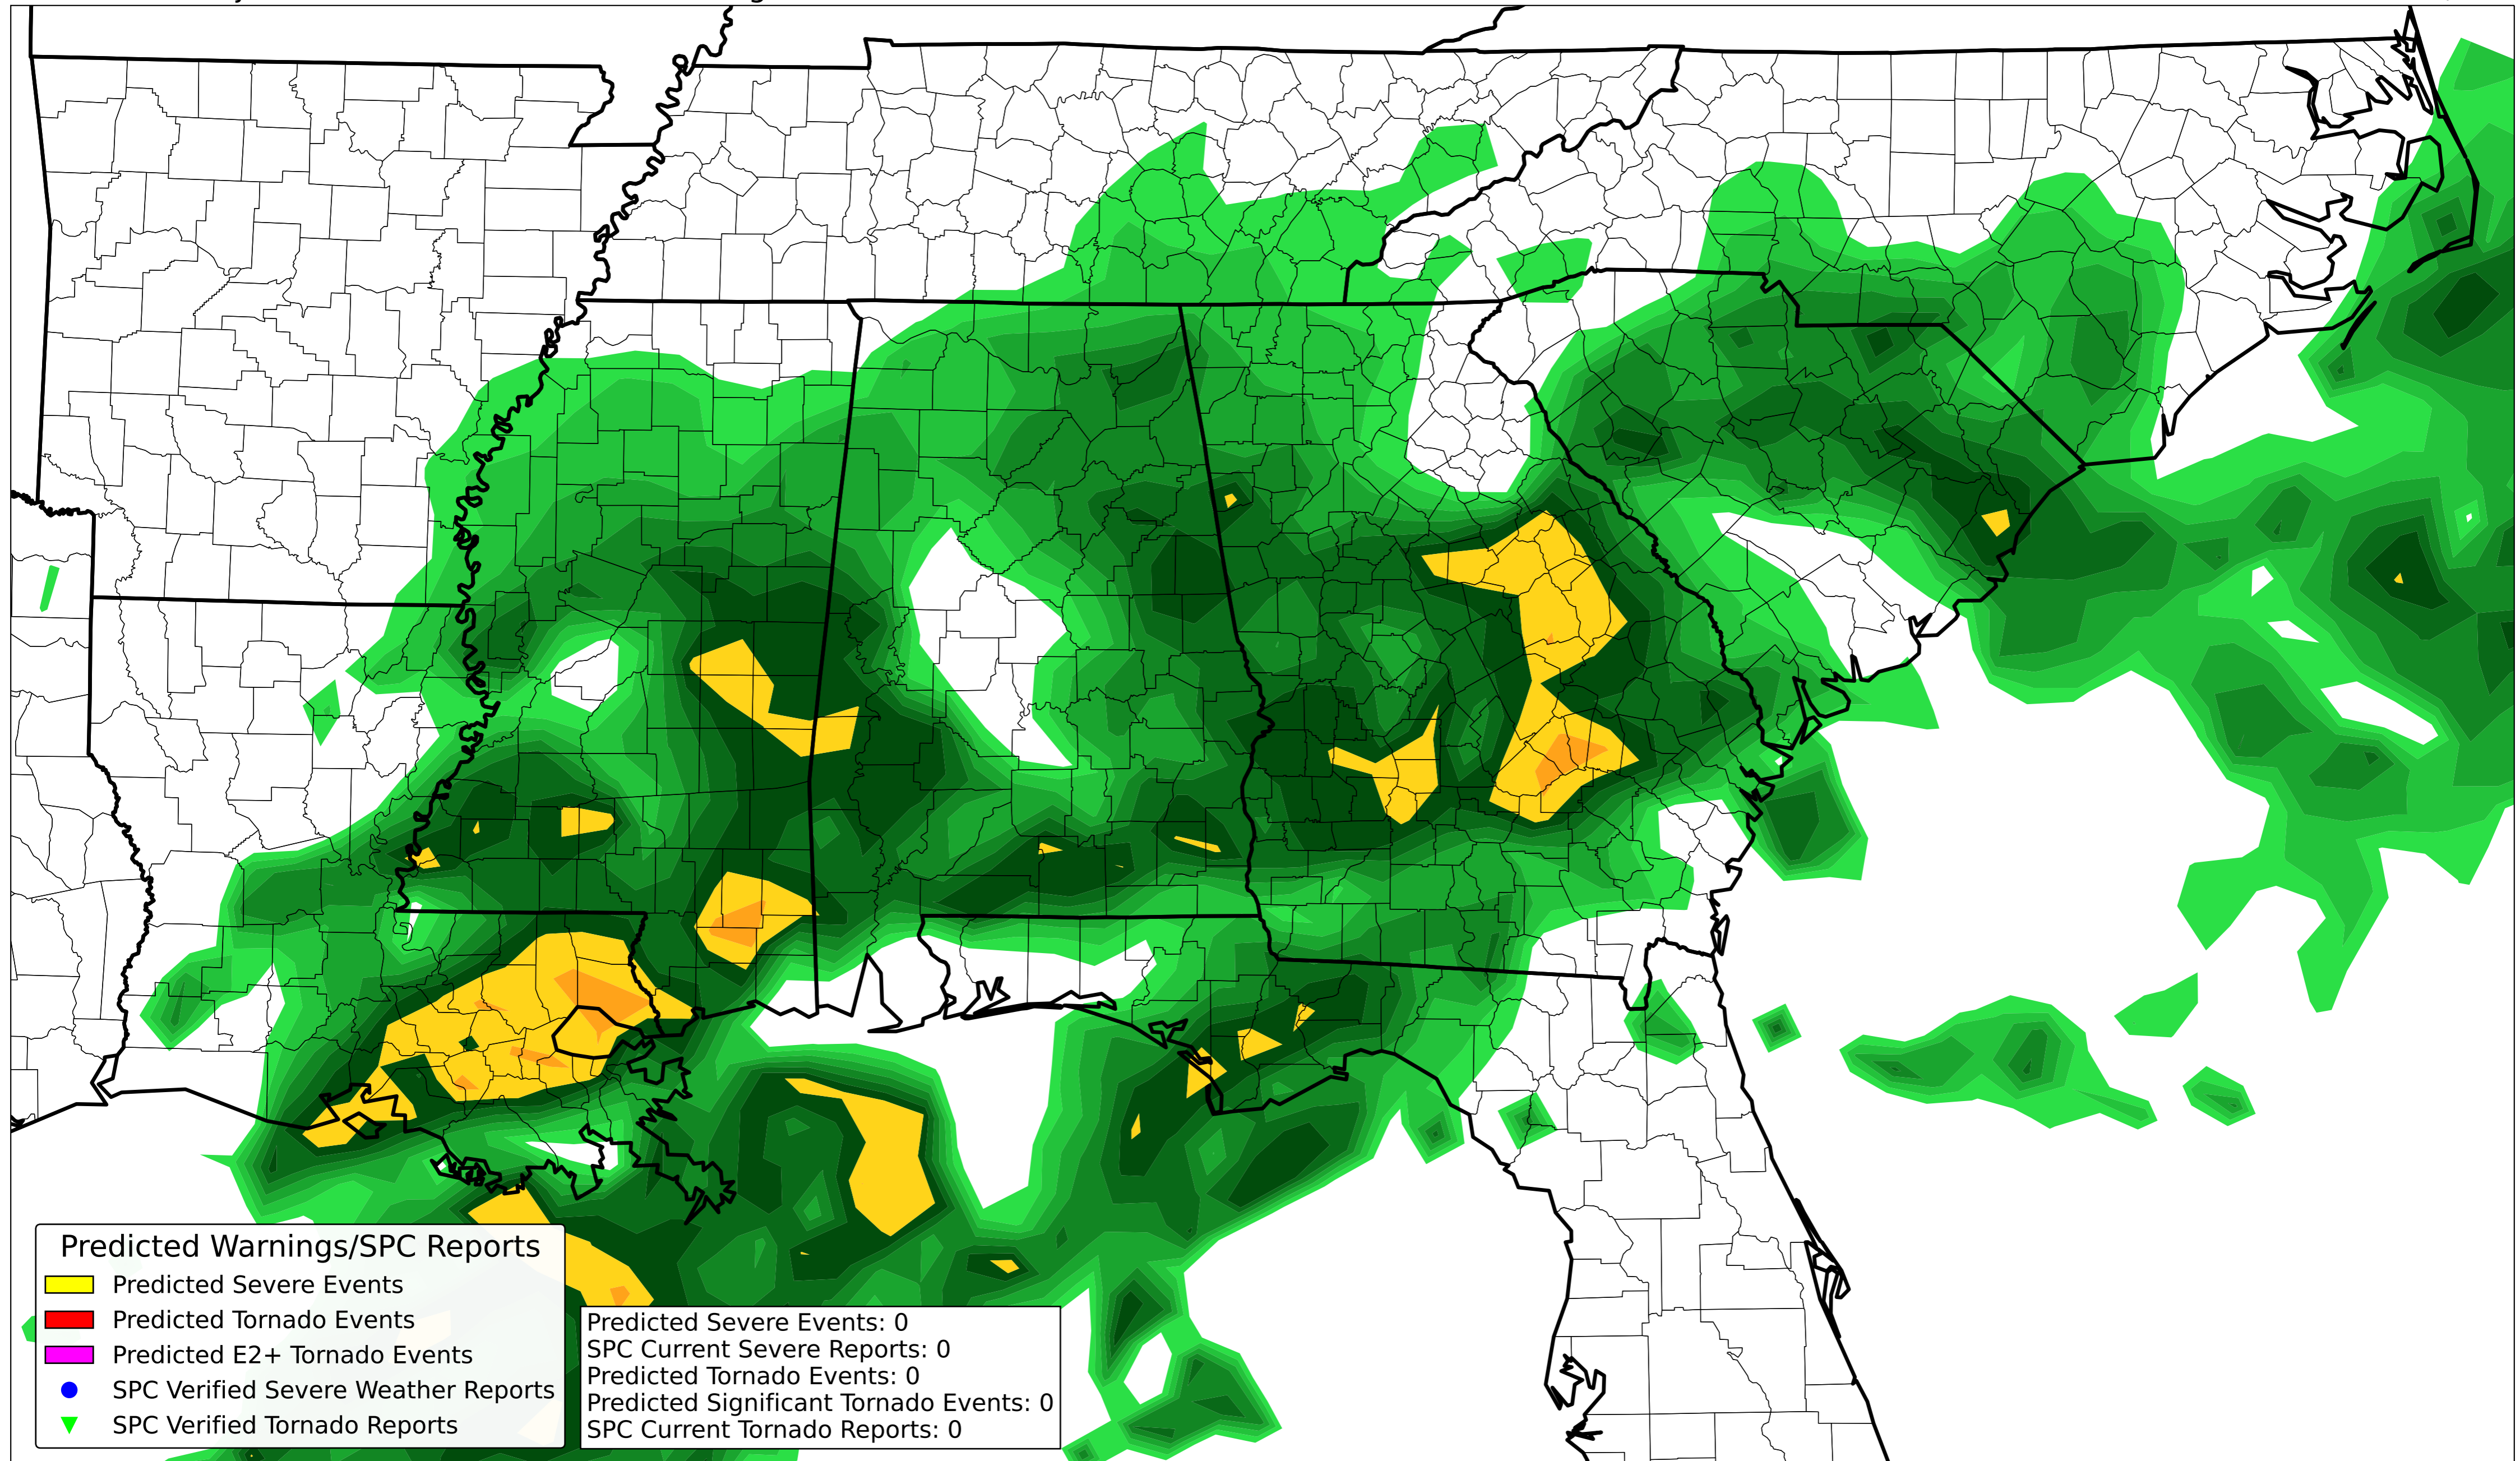 Predicted Warnings/SPC Reports
Predicted Severe Events
Predicted Tornado Events
Predicted E2+ Tornado Events
SPC Verified Severe Weather Reports
SPC Verified Tornado Reports
Predicted Severe Events: 0
SPC Current Severe Reports: 0
Predicted Tornado Events: 0
Predicted Significant Tornado Events: 0
SPC Current Tornado Reports: 0